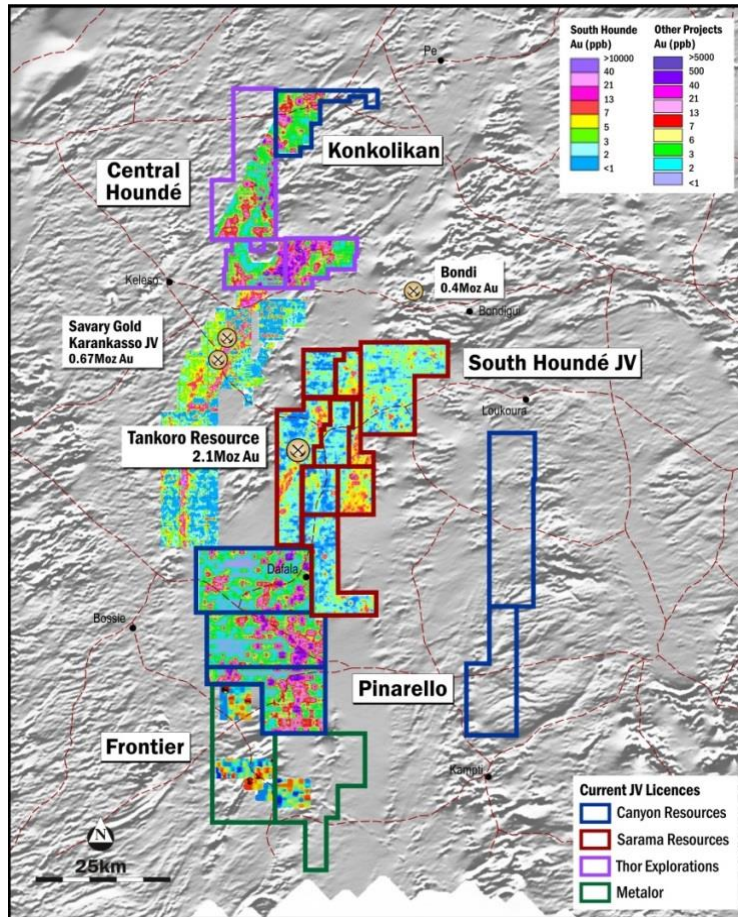 South Hounde
Au (ppb)
>10000
40
21
13
7
5
3
2
<1
Other Projects
Au (ppb)
>5000
500
40
21
13
7
6
3
2
<1
Pe
Konkolikan
Central
Houndé
Keleso
Bondi
0.4Moz Au
Bondigui
Savary Gold
Karankasso JV
0.67Moz Au
South Houndé JV
Loukoura
Tankoro Resource
2.1Moz Au
Dafala
Bossie
Pinarello
Frontier
Kampti
N
25km
Current JV Licences
Canyon Resources
Sarama Resources
Thor Explorations
Metalor